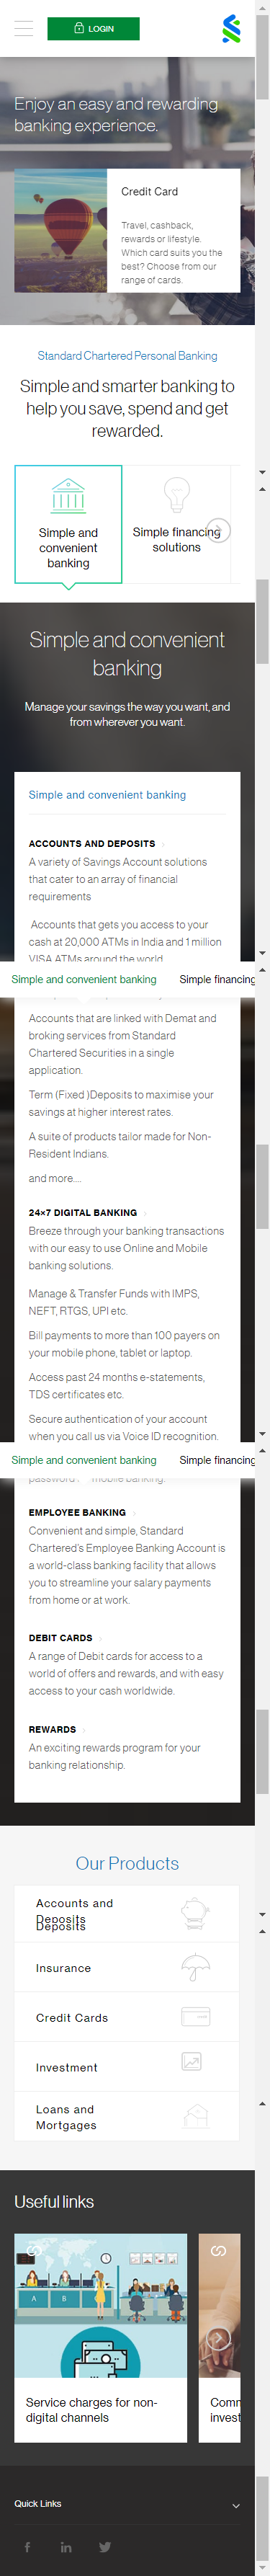 LOGIN
Enjoy an easy and rewarding
banking experience.
Credit Card
Travel, cashback,
rewards or lifestyle.
Which card suits you the
best? Choose from our
range of cards.
Standard Chartered Personal Banking
Simple and smarter banking to
help you save, spend and get
rewarded.
Simple and
convenient
banking
Simple financing
solutions
Simple and convenient
banking
Manage your savings the way you want, and
from wherever you want.
Simple and convenient banking
ACCOUNTS AND DEPOSITS
A variety of Savings Account solutions
that cater to an array of financial
requirements
Accounts that gets you access to your
cash at 20,000 ATMs in India and 1 million
VISA ATMs around the world
Simple and convenient banking Simple financing
Accounts that are linked with Demat and
broking services from Standard
Chartered Securities in a single
application.
Term (Fixed )Deposits to maximise your
savings at higher interest rates.
A suite of products tailor made for Non-
Resident Indians.
and more....
24×7 DIGITAL BANKING
Breeze through your banking transactions
with our easy to use Online and Mobile
banking solutions.
Manage & Transfer Funds with IMPS,
NEFT, RTGS, UPI etc.
Bill payments to more than 100 payers on
your mobile phone, tablet or laptop.
Access past 24 months e-statements,
TDS certificates etc.
Secure authentication of your account
when you call us via Voice ID recognition.
Simple and convenient banking Simple financing
password . mobile banking.
EMPLOYEE BANKING
Convenient and simple, Standard
Chartered's Employee Banking Account is
a world-class banking facility that allows
you to streamline your salary payments
from home or at work.
DEBIT CARDS
A range of Debit cards for access to a
world of offers and rewards, and with easy
access to your cash worldwide.
REWARDS
An exciting rewards program for your
banking relationship.
Our Products
Accounts and
Deposits
Deposits
Insurance
Credit Cards
Investment
Loans and
Mortgages
Useful links
A B
Service charges for non-
digital channels
Comm
invest
Quick Links